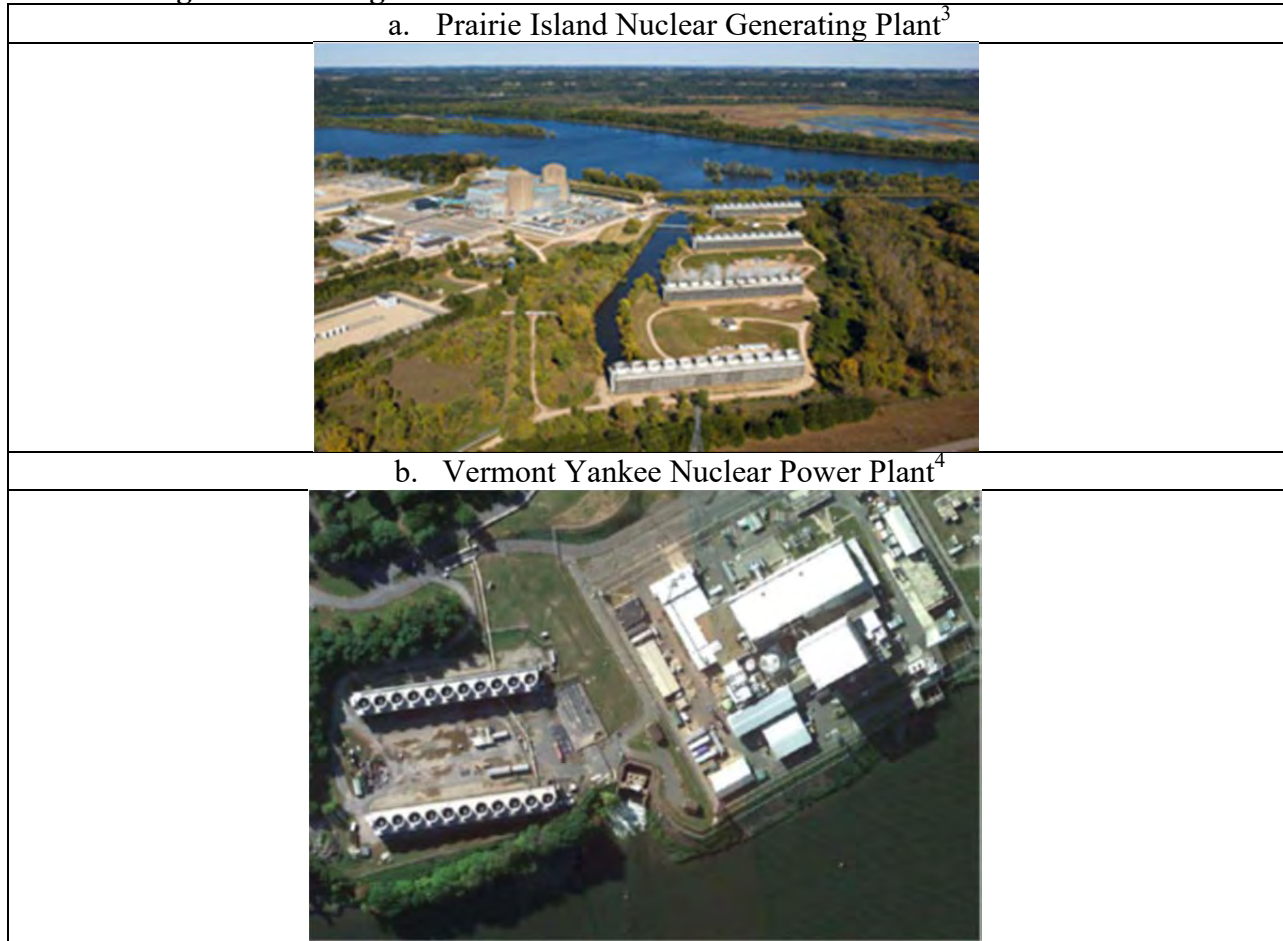 a. Prairie Island Nuclear Generating Plant3
b. Vermont Yankee Nuclear Power Plant4